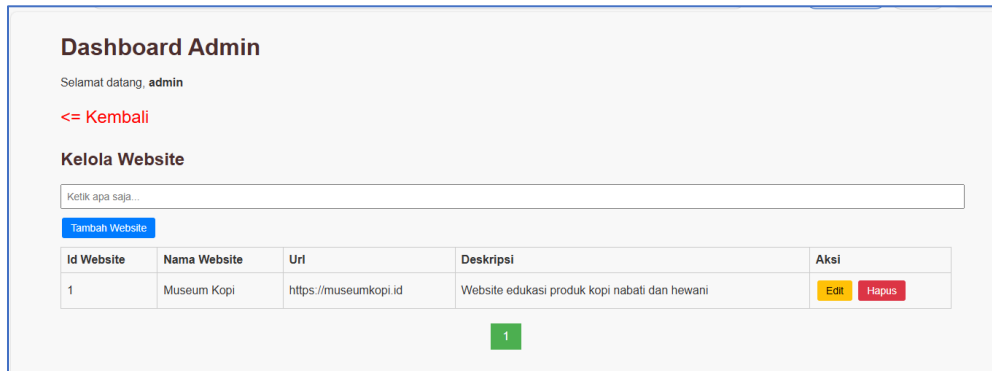 Dashboard Admin
Selamat datang, admin
<= Kembali
Kelola Website
Ketik apa saja...
Tambah Website
Id Website Nama Website Url Deskripsi Aksi
1 Museum Kopi https://museumkopi.id Website edukasi produk kopi nabati dan hewani Edit Hapus
1